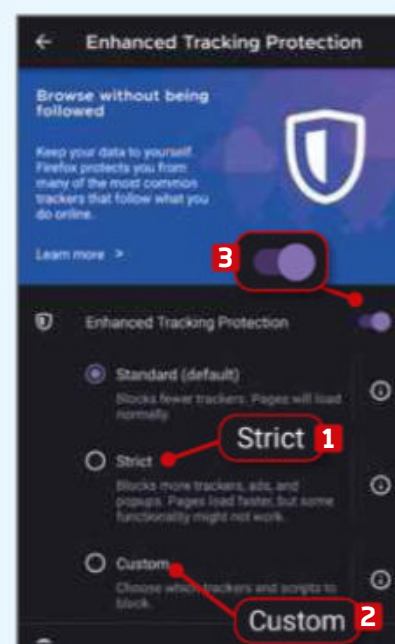 Enhanced Tracking Protection
Browse without being
followed
Keep your data to yourself.
Firefox protects you from
many of the most common
trackers that follow what you
do online.
Learn more >
3
Enhanced Tracking Protection
Standard (default)
Blocks fewer trackers. Pages will load
normally.
Strict 1
Strict
Blocks more trackers, ads, and
popups. Pages load faster, but some
functionality might not work.
Custom
Choose which trackers and scripts to
block.
Custom 2